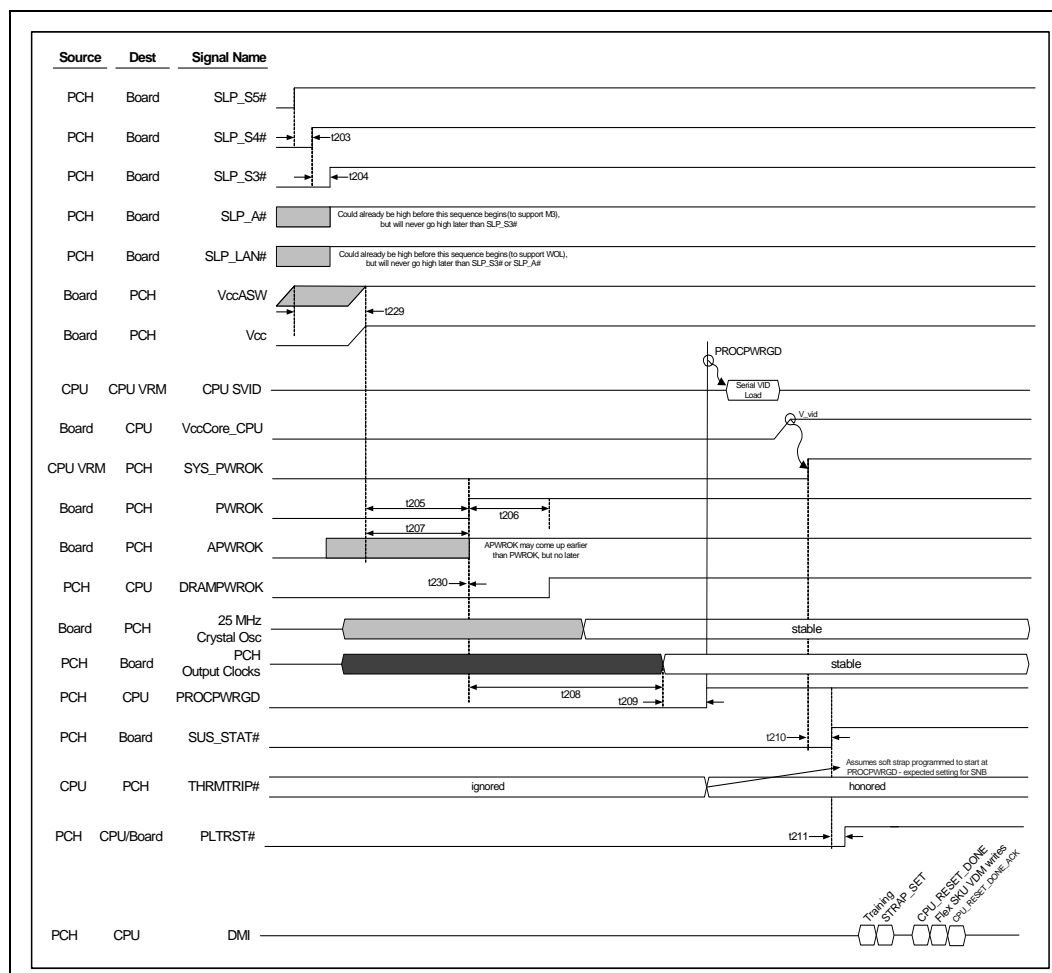 Source Dest Signal Name
PCH Board SLP_S5#
PCH Board SLP_S4# t203
PCH Board SLP_S3# t204
PCH Board SLP_A# Could already be high before this sequence begins(to support M3),
but will never go high later than SLP_S3#
PCH Board SLP_LAN# Could already be high before this sequence begins(to support WOL),
but will never go high later than SLP_S3# or SLP_A#
Board PCH VccASW
t229
Board PCH Vcc
PROCPWRGD
CPU CPU VRM CPU SVID Serial VID
Load
V_vid
Board CPU VccCore_CPU
CPU VRM PCH SYS_PWROK
Board PCH PWROK t205 t206
t207
Board PCH APWROK APWROK may come up earlier
than PWROK, but no later
PCH CPU DRAMPWROK t230
Board PCH 25 MHz
Crystal Osc stable
PCH Board PCH
Output Clocks stable
PCH CPU PROCPWRGD t208 t209
PCH Board SUS_STAT# t210
Assumes soft strap programmed to start at
PROCPWRGD - expected setting for SNB
CPU PCH THRMTRIP# ignored honored
PCH CPU/Board PLTRST# t211
Training
STRAP_SET
CPU_RESET_DONE
Flex SKU VDM writes
CPU_RESET_DONE_ACK
PCH CPU DMI